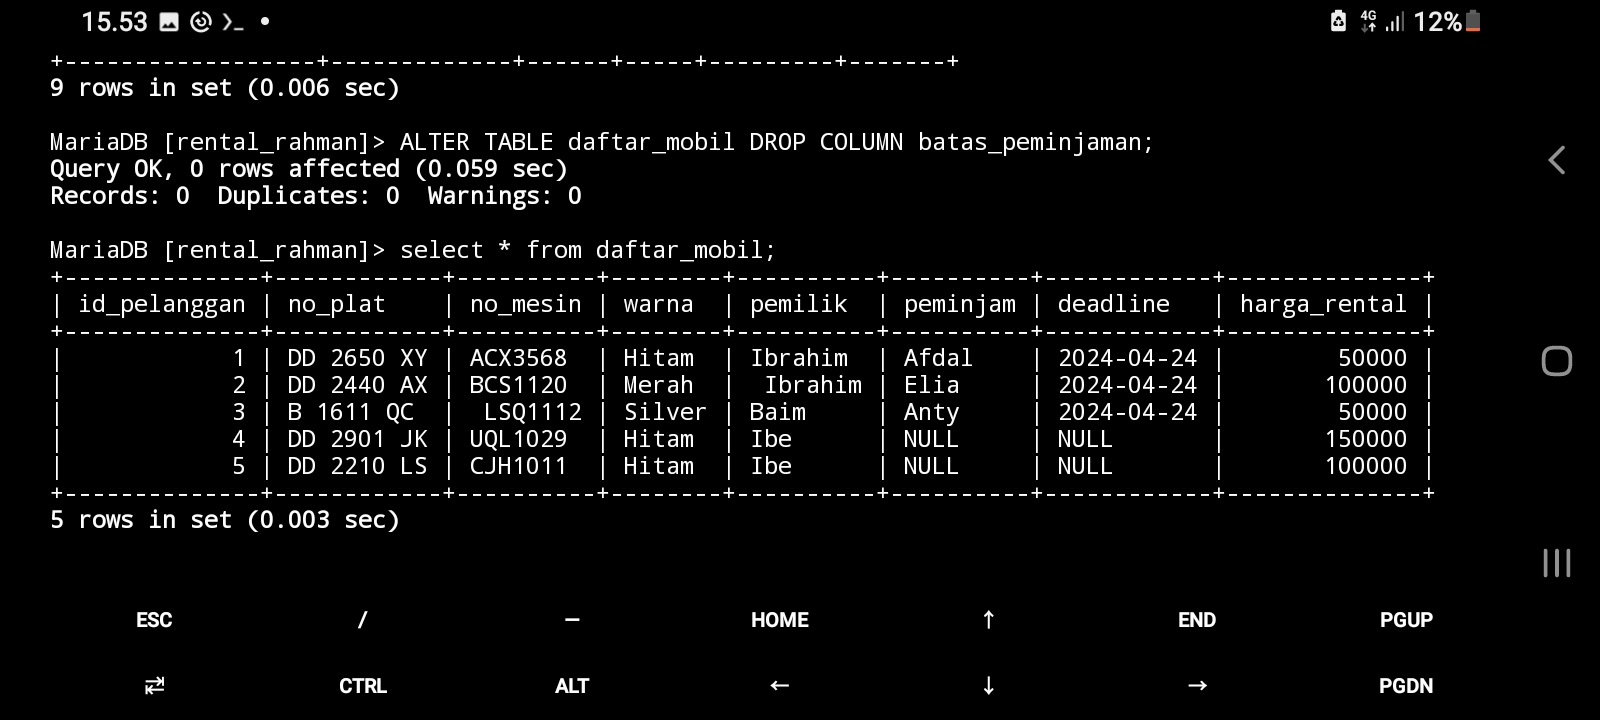 15.53 12%
4G
+------------------+-------------+------+-----+---------+-------+
9 rows in set (0.006 sec)
MariaDB [rental_rahman]> ALTER TABLE daftar_mobil DROP COLUMN batas_peminjaman;
Query OK, 0 rows affected (0.059 sec)
Records: 0  Duplicates: 0  Warnings: 0
MariaDB [rental_rahman]> select * from daftar_mobil;
+--------------+------------+----------+--------+----------+----------+------------+--------------+
| id_pelanggan | no_plat    | no_mesin | warna  | pemilik  | peminjam | deadline   | harga_rental |
+--------------+------------+----------+--------+----------+----------+------------+--------------+
|            1 | DD 2650 XY | ACX3568  | Hitam  | Ibrahim  | Afdal    | 2024-04-24 |        50000 |
|            2 | DD 2440 AX | BCS1120  | Merah  |  Ibrahim | Elia     | 2024-04-24 |       100000 |
|            3 | B 1611 QC  |  LSQ1112 | Silver | Baim     | Anty     | 2024-04-24 |        50000 |
|            4 | DD 2901 JK | UQL1029  | Hitam  | Ibe      | NULL     | NULL       |       150000 |
|            5 | DD 2210 LS | CJH1011  | Hitam  | Ibe      | NULL     | NULL       |       100000 |
+--------------+------------+----------+--------+----------+----------+------------+--------------+
5 rows in set (0.003 sec)
ESC / — HOME ↑ END PGUP
⇄ CTRL ALT ← ↓ → PGDN